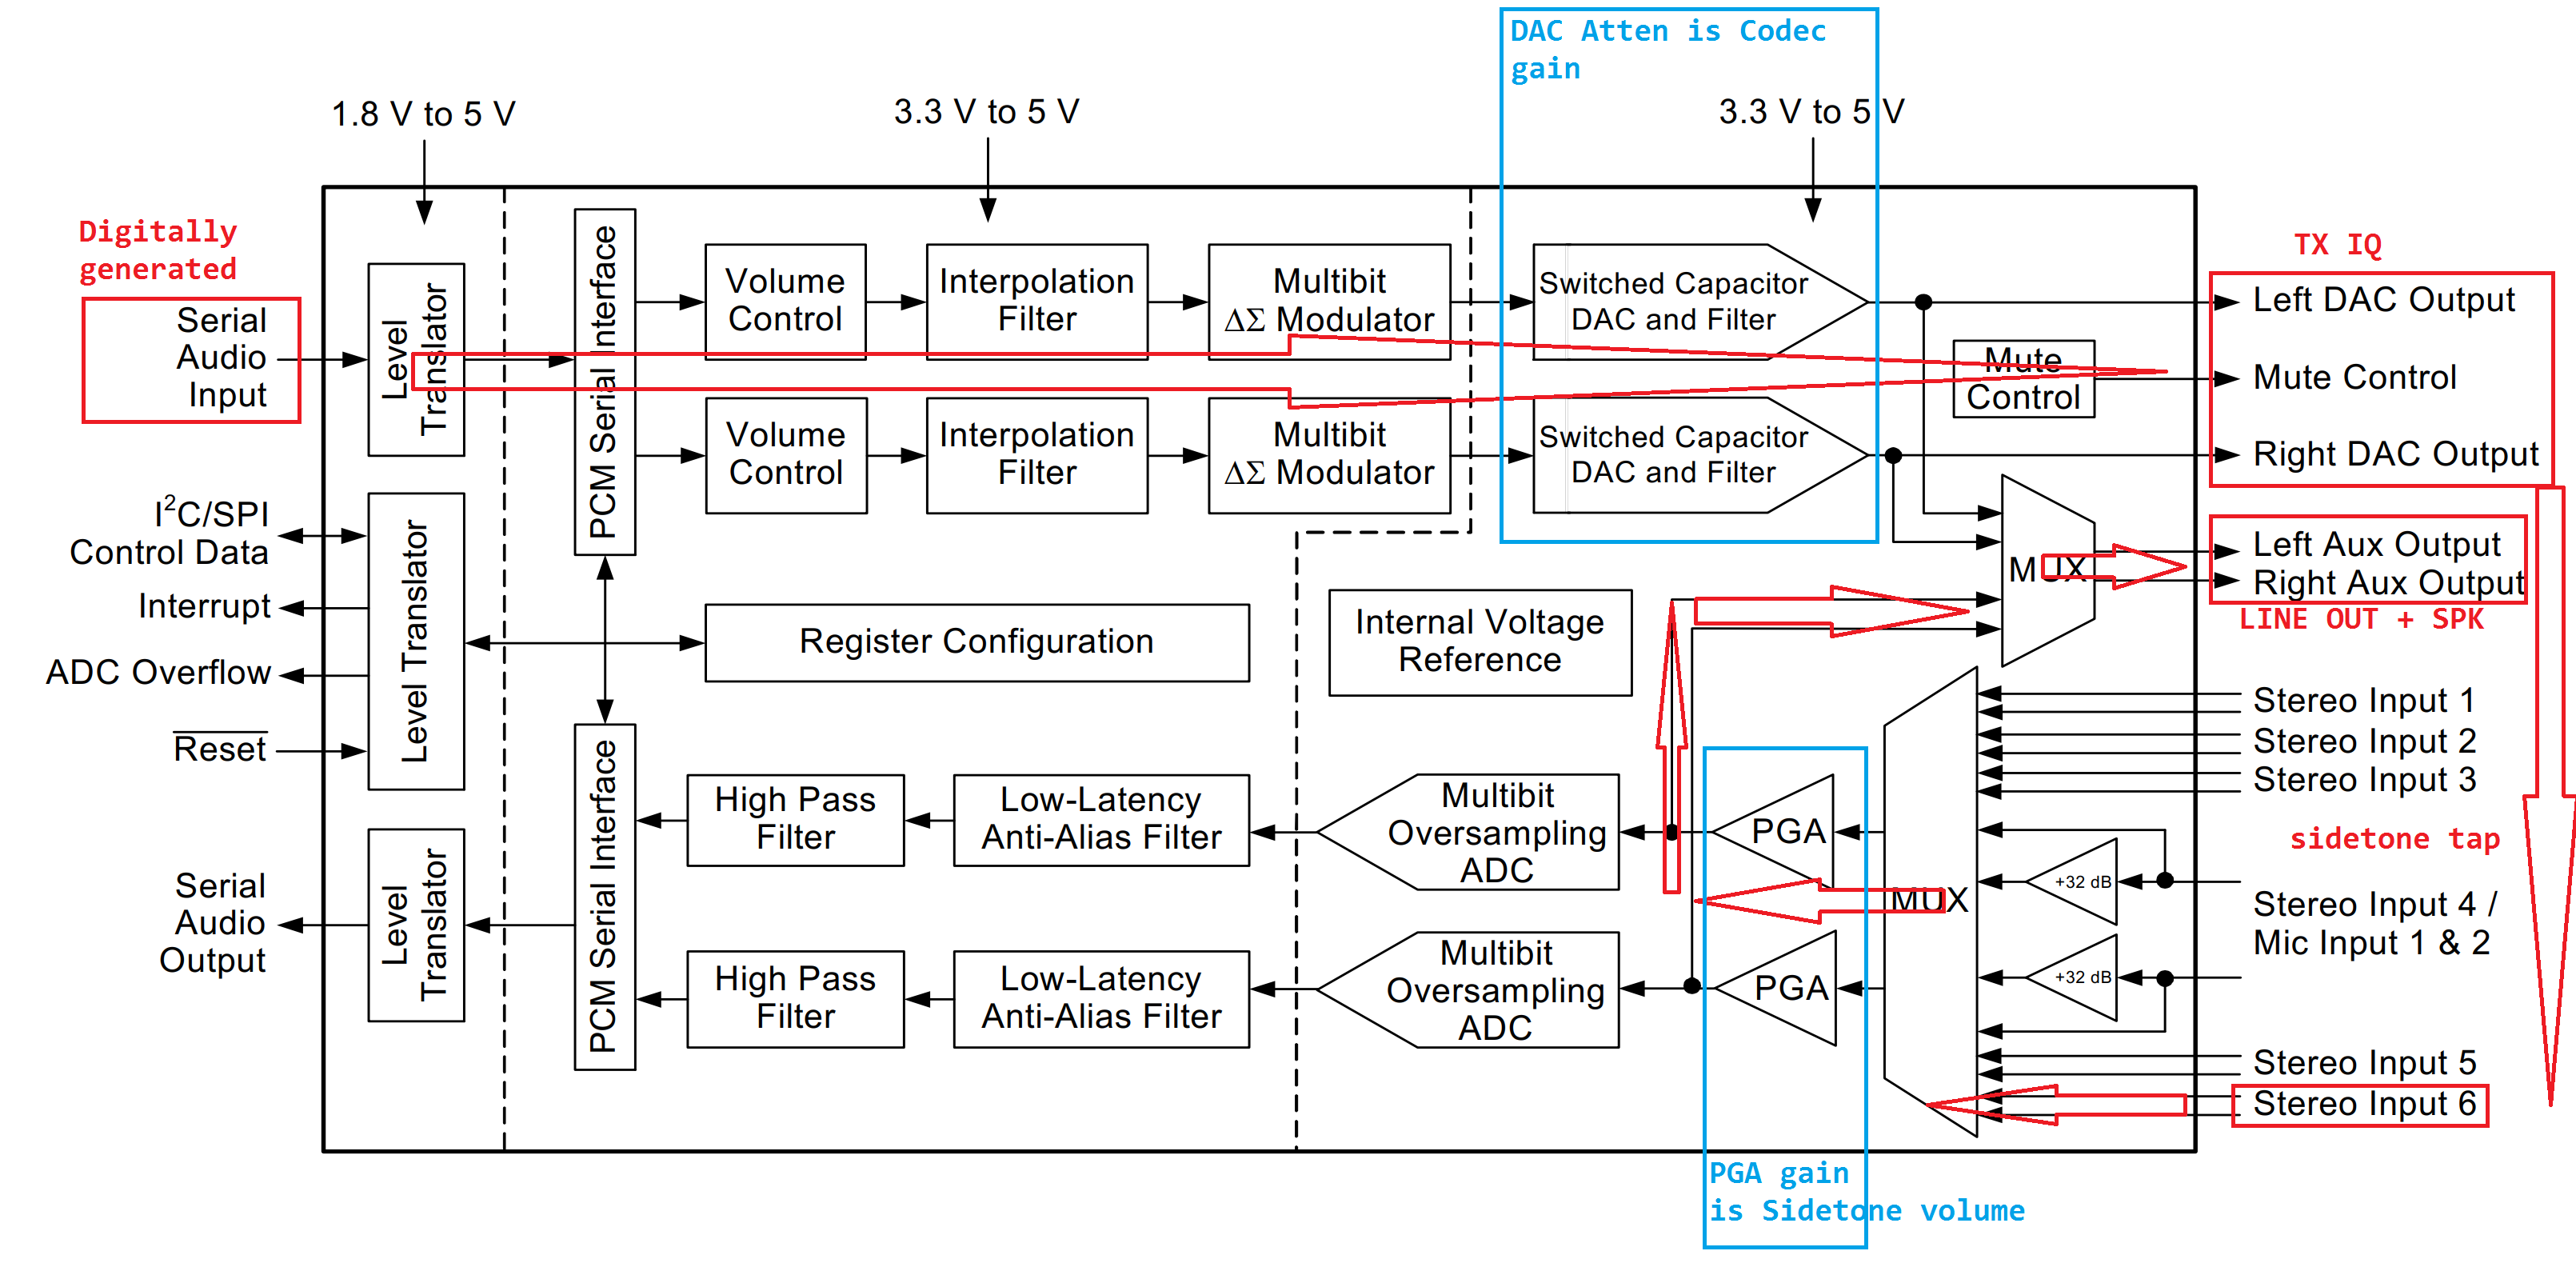 DAC Atten is Codec
gain
1.8 V to 5 V
3.3 V to 5 V
3.3 V to 5 V
Digitally
generated
Serial
Audio
Input
Level
Translator
PCM Serial Interface
Volume
Control
Interpolation
Filter
Multibit
ΔΣ Modulator
Switched Capacitor
DAC and Filter
Volume
Control
Interpolation
Filter
Multibit
ΔΣ Modulator
Switched Capacitor
DAC and Filter
Mute
Control
TX IQ
Left DAC Output
Mute Control
Right DAC Output
MUX
Left Aux Output
Right Aux Output
LINE OUT + SPK
I²C/SPI
Control Data
Interrupt
ADC Overflow
Reset
Level Translator
Register Configuration
Internal Voltage
Reference
Stereo Input 1
Stereo Input 2
Stereo Input 3
sidetone tap
Stereo Input 4 /
Mic Input 1 & 2
Stereo Input 5
Stereo Input 6
+32 dB
+32 dB
MUX
PGA
PGA
Multibit
Oversampling
ADC
Multibit
Oversampling
ADC
Low-Latency
Anti-Alias Filter
Low-Latency
Anti-Alias Filter
High Pass
Filter
High Pass
Filter
PCM Serial Interface
Level
Translator
Serial
Audio
Output
PGA gain
is Sidetone volume